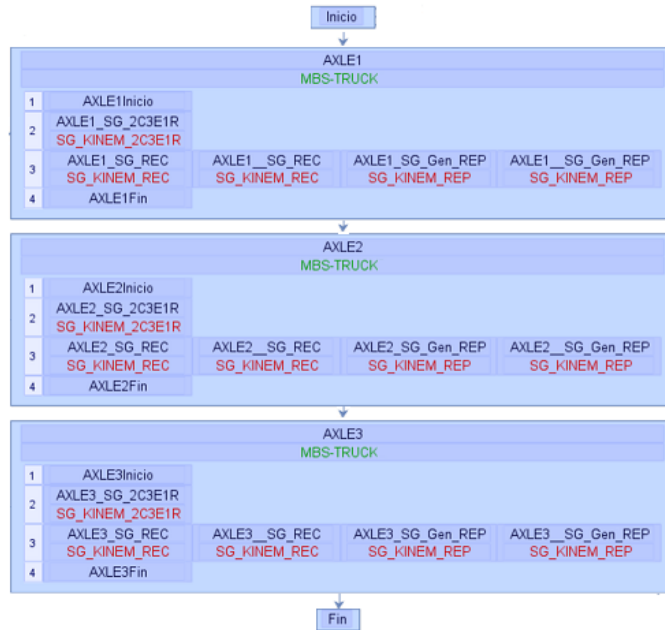 Inicio
AXLE1
MBS-TRUCK
1 AXLE1Inicio
2 AXLE1_SG_2C3E1R
SG_KINEM_2C3E1R
3 AXLE1_SG_REC AXLE1__SG_REC AXLE1_SG_Gen_REP AXLE1__SG_Gen_REP
SG_KINEM_REC SG_KINEM_REC SG_KINEM_REP SG_KINEM_REP
4 AXLE1Fin
AXLE2
MBS-TRUCK
1 AXLE2Inicio
2 AXLE2_SG_2C3E1R
SG_KINEM_2C3E1R
3 AXLE2_SG_REC AXLE2__SG_REC AXLE2_SG_Gen_REP AXLE2__SG_Gen_REP
SG_KINEM_REC SG_KINEM_REC SG_KINEM_REP SG_KINEM_REP
4 AXLE2Fin
AXLE3
MBS-TRUCK
1 AXLE3Inicio
2 AXLE3_SG_2C3E1R
SG_KINEM_2C3E1R
3 AXLE3_SG_REC AXLE3__SG_REC AXLE3_SG_Gen_REP AXLE3__SG_Gen_REP
SG_KINEM_REC SG_KINEM_REC SG_KINEM_REP SG_KINEM_REP
4 AXLE3Fin
Fin